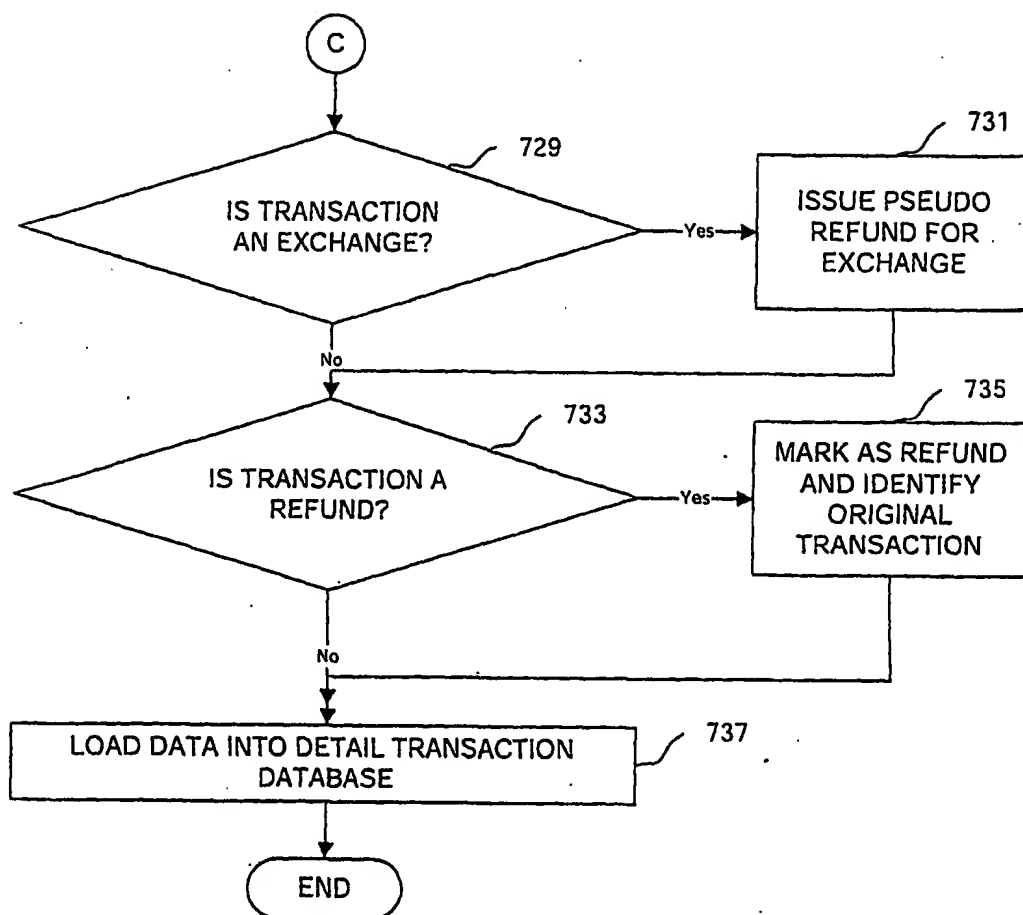 C
729
IS TRANSACTION
AN EXCHANGE?
Yes
731
ISSUE PSEUDO
REFUND FOR
EXCHANGE
No
733
IS TRANSACTION A
REFUND?
Yes
735
MARK AS REFUND
AND IDENTIFY
ORIGINAL
TRANSACTION
No
LOAD DATA INTO DETAIL TRANSACTION
DATABASE
737
END